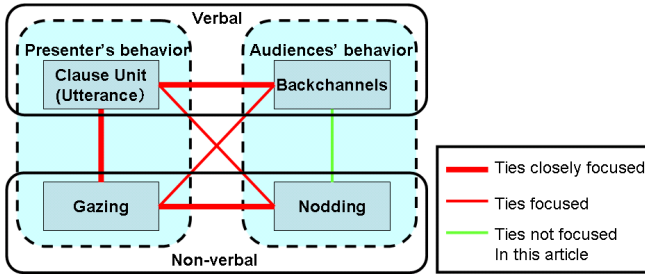 Verbal
Presenter's behavior
Audiences' behavior
Clause Unit
(Utterance）
Backchannels
Gazing
Nodding
Non-verbal
Ties closely focused
Ties focused
Ties not focused
In this article